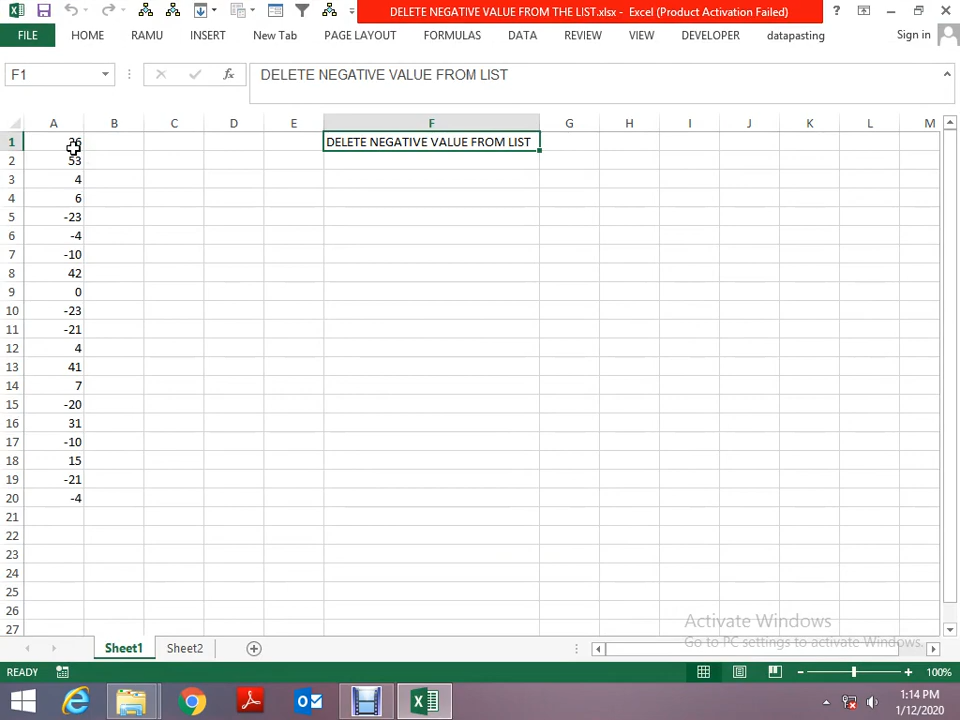 DELETE NEGATIVE VALUE FROM THE LIST.xlsx - Excel (Product Activation Failed)
FILE HOME RAMU INSERT New Tab PAGE LAYOUT FORMULAS DATA REVIEW VIEW DEVELOPER datapasting Sign in
F1 fx DELETE NEGATIVE VALUE FROM LIST
A B C D E F G H I J K L M
1 DELETE NEGATIVE VALUE FROM LIST
2 53
3 4
4 6
5 -23
6 -4
7 -10
8 42
9 0
10 -23
11 -21
12 4
13 41
14 7
15 -20
16 31
17 -10
18 15
19 -21
20 -4
21
22
23
24
25
26
27
Activate Windows
Go to PC settings to activate Windows.
Sheet1 Sheet2
READY 100%
1:14 PM
1/12/2020